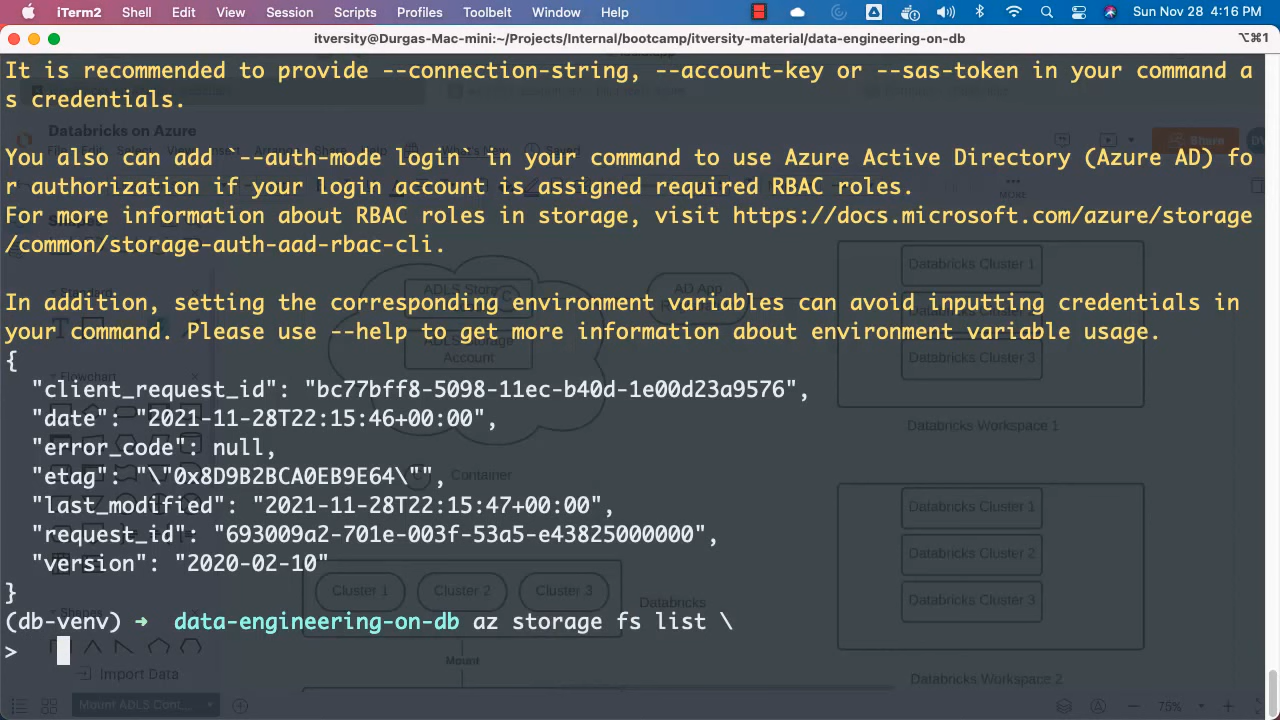 iTerm2 Shell Edit View Session Scripts Profiles Toolbelt Window Help Sun Nov 28 4:16 PM
itversity@Durgas-Mac-mini:~/Projects/Internal/bootcamp/itversity-material/data-engineering-on-db ⌥⌘1
It is recommended to provide --connection-string, --account-key or --sas-token in your command a
s credentials.
Databricks on Azure
Share
You also can add `--auth-mode login` in your command to use Azure Active Directory (Azure AD) fo
r authorization if your login account is assigned required RBAC roles.
MORE
For more information about RBAC roles in storage, visit https://docs.microsoft.com/azure/storage
/common/storage-auth-aad-rbac-cli.
Databricks Cluster 1
In addition, setting the corresponding environment variables can avoid inputting credentials in
your command. Please use --help to get more information about environment variable usage.
ADLS Storage
Account
Databricks Cluster 3
{
"client_request_id": "bc77bff8-5098-11ec-b40d-1e00d23a9576",
"date": "2021-11-28T22:15:46+00:00",
Databricks Workspace 1
"error_code": null,
"etag": "\"0x8D9B2BCA0EB9E64\"",
Container
"last_modified": "2021-11-28T22:15:47+00:00",
Databricks Cluster 1
"request_id": "693009a2-701e-003f-53a5-e43825000000",
Databricks Cluster 2
"version": "2020-02-10"
}
Cluster 1 Cluster 2 Cluster 3
Databricks
Databricks Cluster 3
(db-venv) ➜ data-engineering-on-db az storage fs list \
>
Mount
Import Data
Databricks Workspace 2
Mount ADLS Cont...
75%